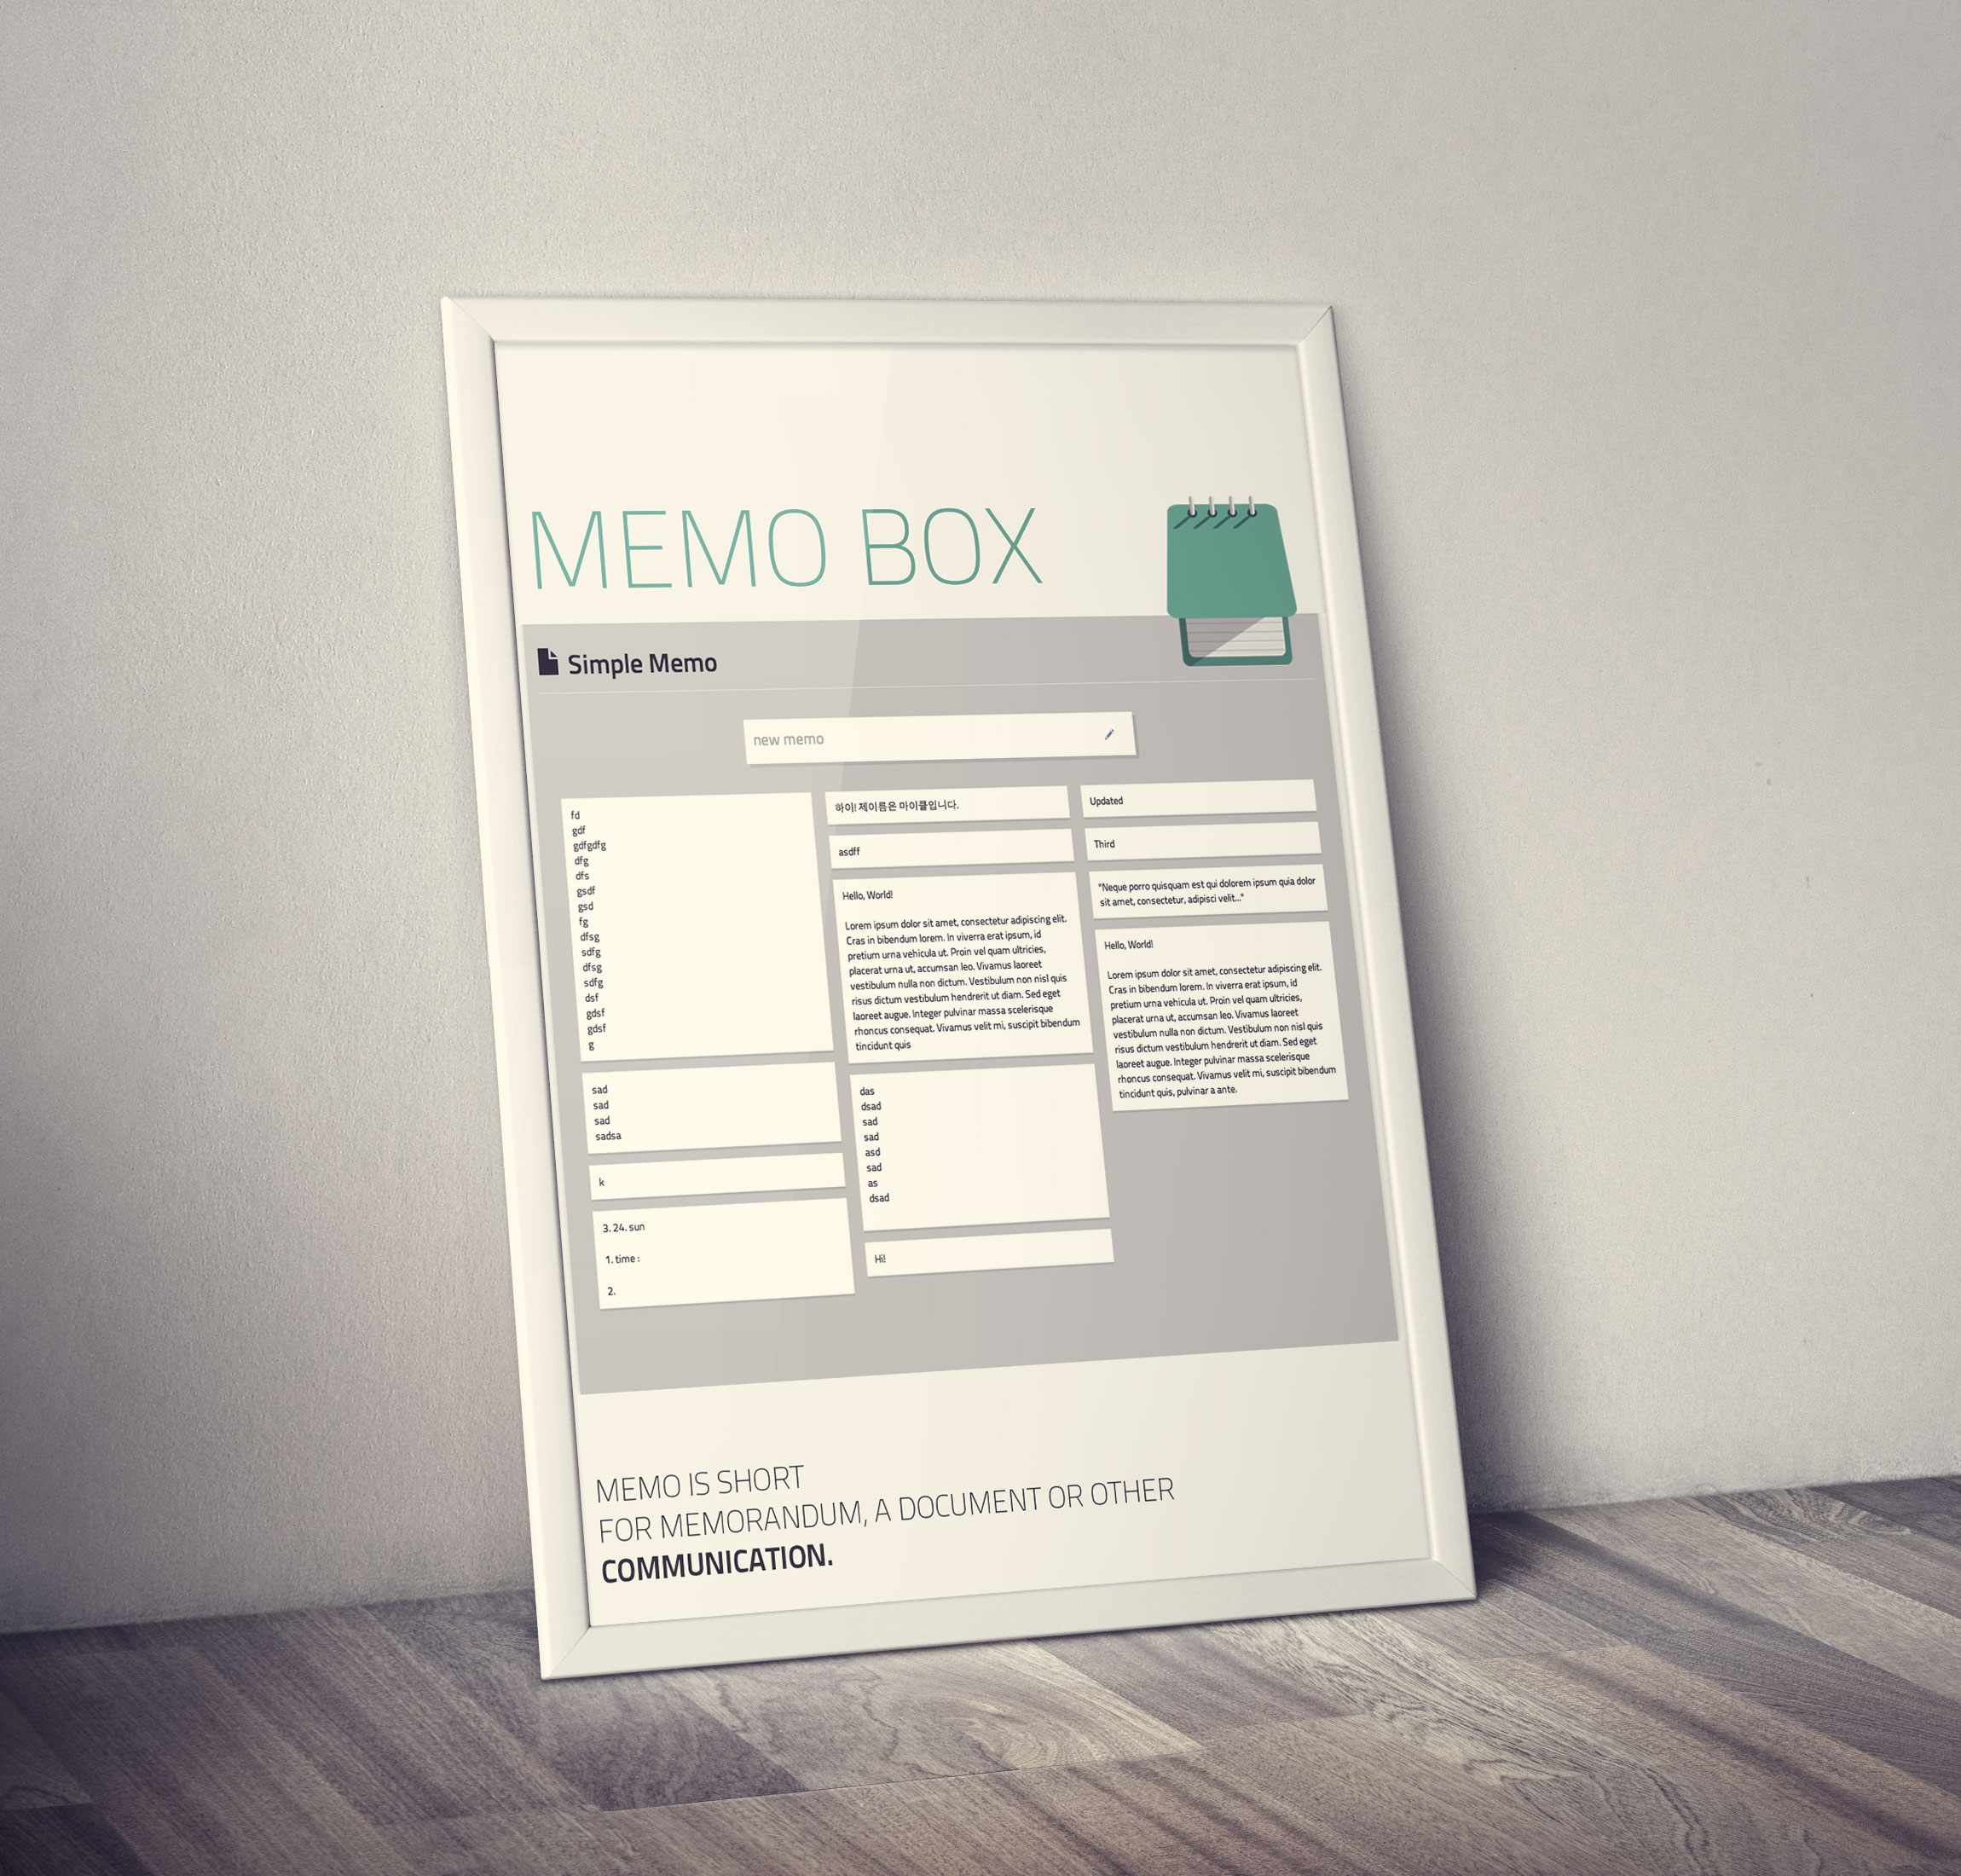 MEMO BOX
Simple Memo
new memo
fd
gdf
gdfgdfg
dfg
dfs
gsdf
gsd
fg
dfsg
sdfg
dfsg
sdfg
dsf
gdsf
gdsf
g
sad
sad
sad
sadsa
k
3. 24. sun
1. time :
2.
하이! 제이름은 마이클입니다.
asdff
Hello, World!
Lorem ipsum dolor sit amet, consectetur adipiscing elit.
Cras in bibendum lorem. In viverra erat ipsum, id
pretium urna vehicula ut. Proin vel quam ultricies,
placerat urna ut, accumsan leo. Vivamus laoreet
vestibulum nulla non dictum. Vestibulum non nisl quis
risus dictum vestibulum hendrerit ut diam. Sed eget
laoreet augue. Integer pulvinar massa scelerisque
rhoncus consequat. Vivamus velit mi, suscipit bibendum
tincidunt quis
das
dsad
sad
sad
asd
sad
as
dsad
Hi!
Updated
Third
"Neque porro quisquam est qui dolorem ipsum quia dolor
sit amet, consectetur, adipisci velit..."
Hello, World!
Lorem ipsum dolor sit amet, consectetur adipiscing elit.
Cras in bibendum lorem. In viverra erat ipsum, id
pretium urna vehicula ut. Proin vel quam ultricies,
placerat urna ut, accumsan leo. Vivamus laoreet
vestibulum nulla non dictum. Vestibulum non nisl quis
risus dictum vestibulum hendrerit ut diam. Sed eget
laoreet augue. Integer pulvinar massa scelerisque
rhoncus consequat. Vivamus velit mi, suscipit bibendum
tincidunt quis, pulvinar a ante.
MEMO IS SHORT
FOR MEMORANDUM, A DOCUMENT OR OTHER
COMMUNICATION.